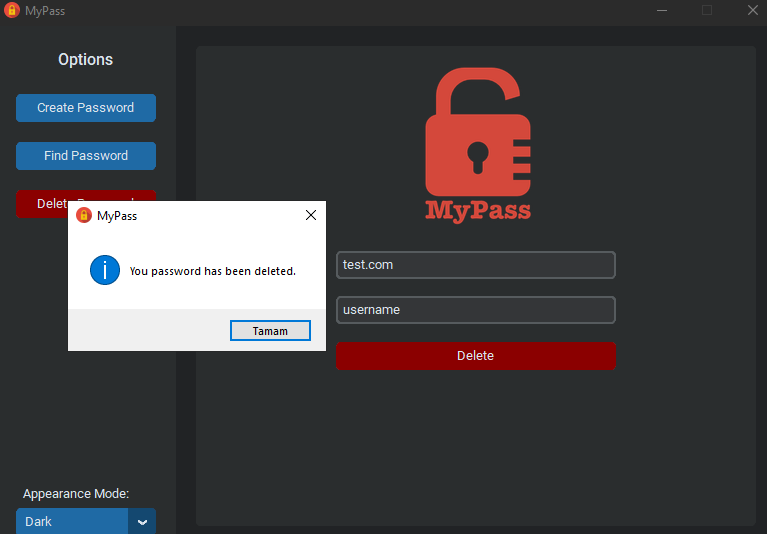 MyPass
Options
Create Password
Find Password
Delete
MyPass
You password has been deleted.
Tamam
MyPass
test.com
username
Delete
Appearance Mode:
Dark